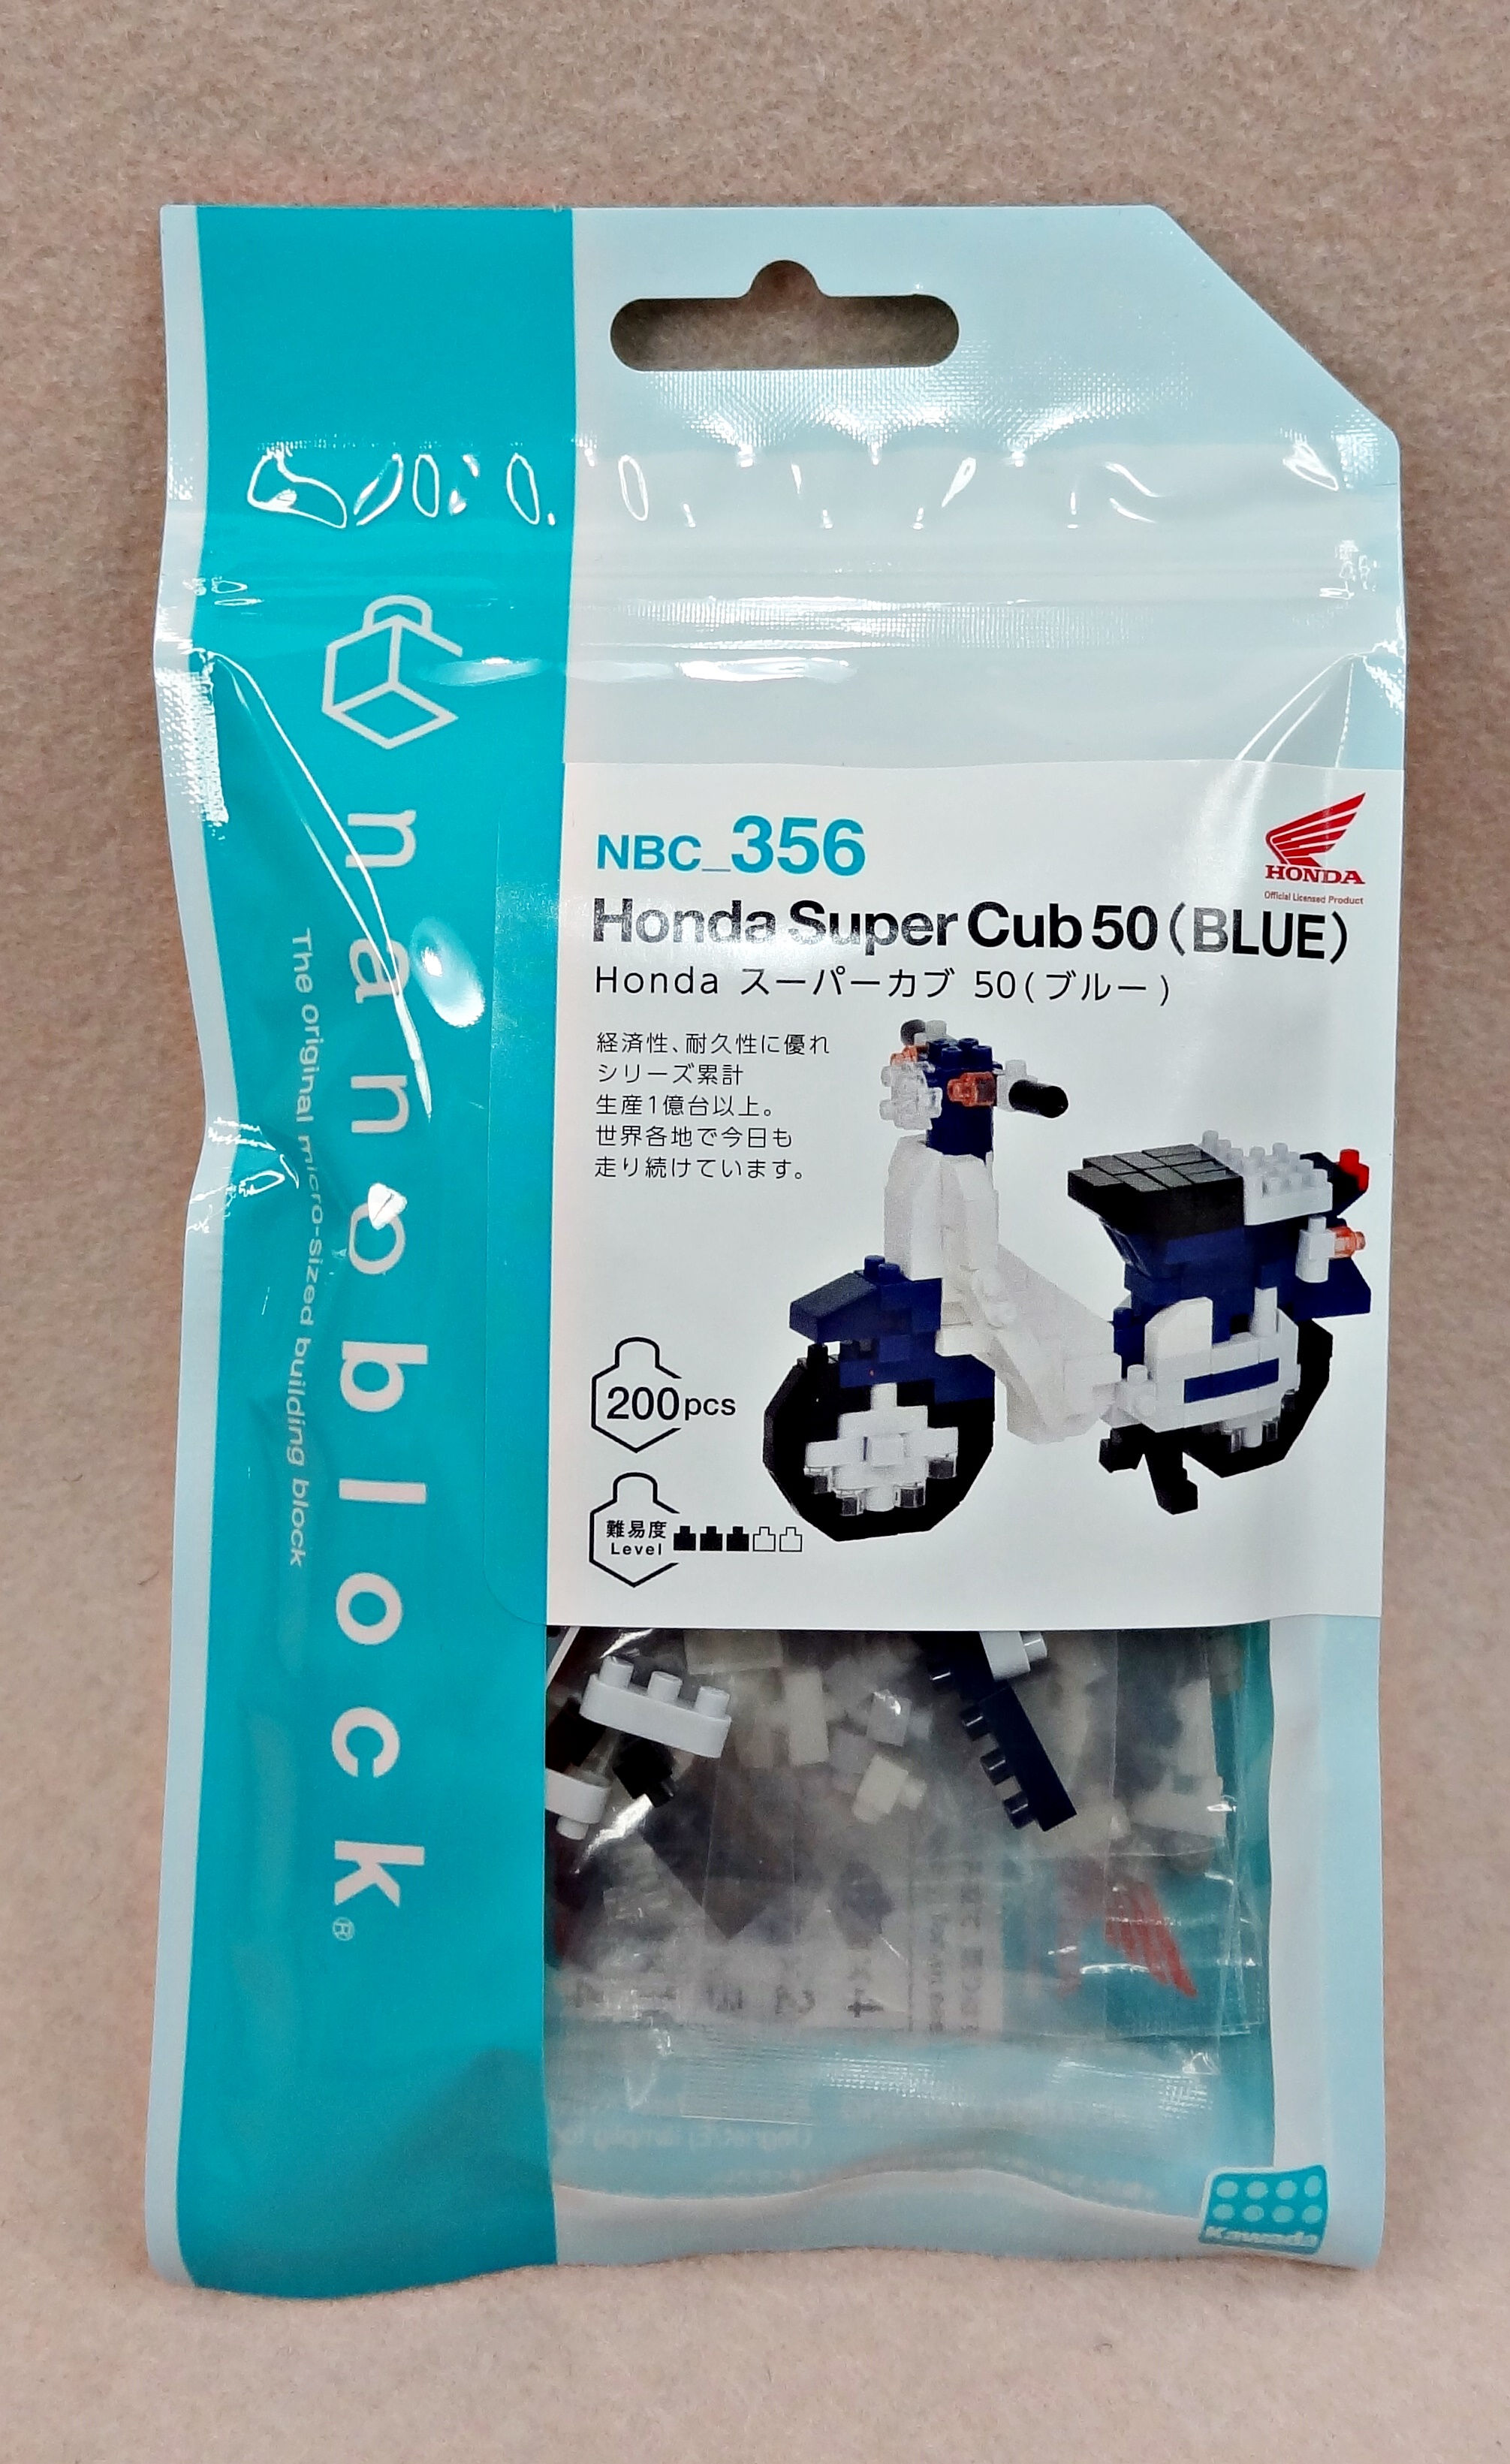 nanoblock®
The original micro-sized building block
NBC_356
HONDA
Official Licensed Product
Honda Super Cub 50 (BLUE)
Honda スーパーカブ 50(ブルー)
経済性、耐久性に優れ
シリーズ累計
生産1億台以上。
世界各地で今日も
走り続けています。
200pcs
難易度
Level
Kawada